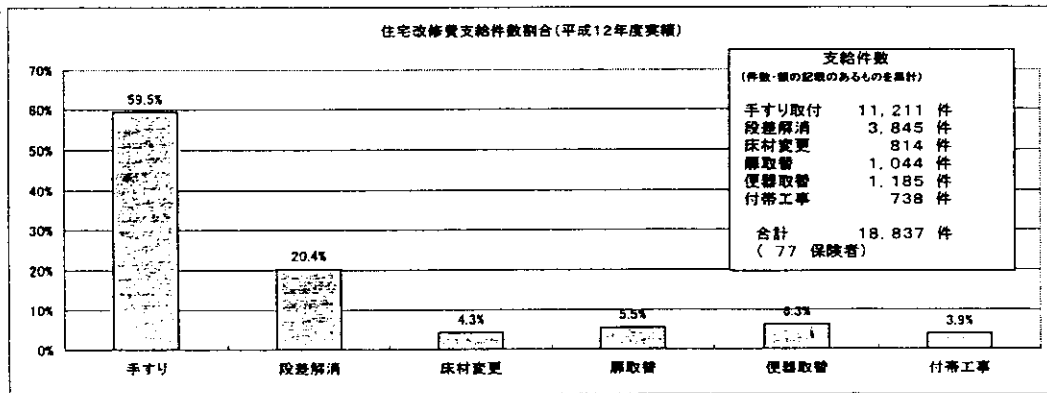 住宅改修費支給件数割合(平成12年度実績)
支給件数
(件数・額の記載のあるものを集計)
手すり取付 11,211 件
段差解消 3,845 件
床材変更 814 件
扉取替 1,044 件
便器取替 1,185 件
付帯工事 738 件
合計 18,837 件
( 77 保険者)
70%
60%
50%
40%
30%
20%
10%
0%
59.5%
20.4%
4.3%
5.5%
6.3%
3.9%
手すり
段差解消
床材変更
扉取替
便器取替
付帯工事